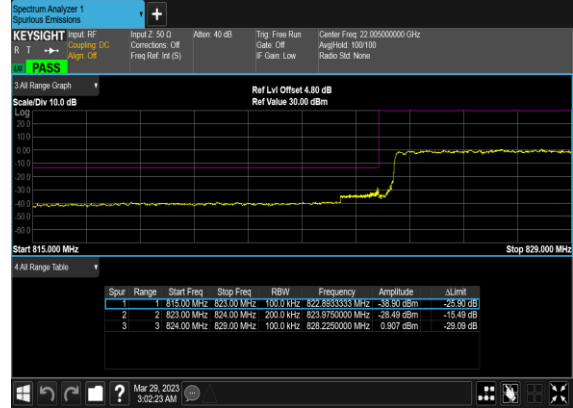 Spectrum Analyzer 1
Spurious Emissions
KEYSIGHT Input: RF Input Z: 50 Ω Atten: 40 dB Trig: Free Run Center Freq: 22.005000000 GHz
R T Coupling: DC Corrections: Off Gate: Off Avg|Hold: 100/100
Align: Off Freq Ref: Int (S) IF Gain: Low Radio Std: None
PASS
3 All Range Graph
Ref Lvl Offset 4.80 dB
Scale/Div 10.0 dB Ref Value 30.00 dBm
Log
20.0
10.0
0.00
-10.0
-20.0
-30.0
-40.0
-50.0
-60.0
Start 815.000 MHz Stop 829.000 MHz
4 All Range Table
Spur Range Start Freq Stop Freq RBW Frequency Amplitude ΔLimit
1 1 815.00 MHz 823.00 MHz 100.0 kHz 822.8933333 MHz -38.90 dBm -25.90 dB
2 2 823.00 MHz 824.00 MHz 200.0 kHz 823.9750000 MHz -28.49 dBm -15.49 dB
3 3 824.00 MHz 829.00 MHz 100.0 kHz 828.2250000 MHz 0.907 dBm -29.09 dB
? Mar 29, 2023
3:02:23 AM